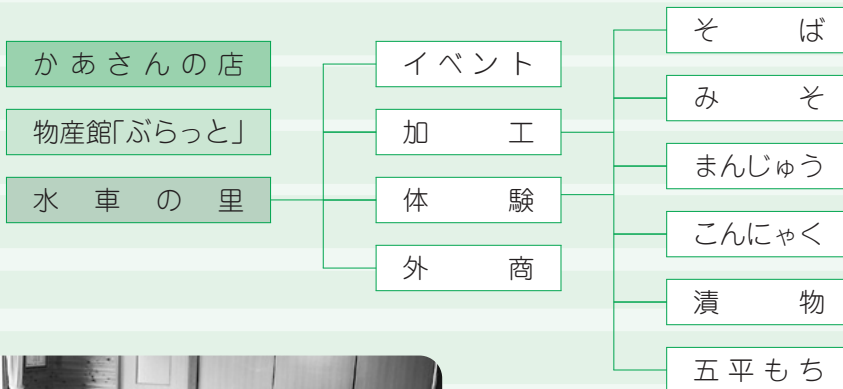 かあさんの店
物産館「ぶらっと」
水車の里
イベント
加工
体験
外商
そば
みそ
まんじゅう
こんにゃく
漬物
五平もち